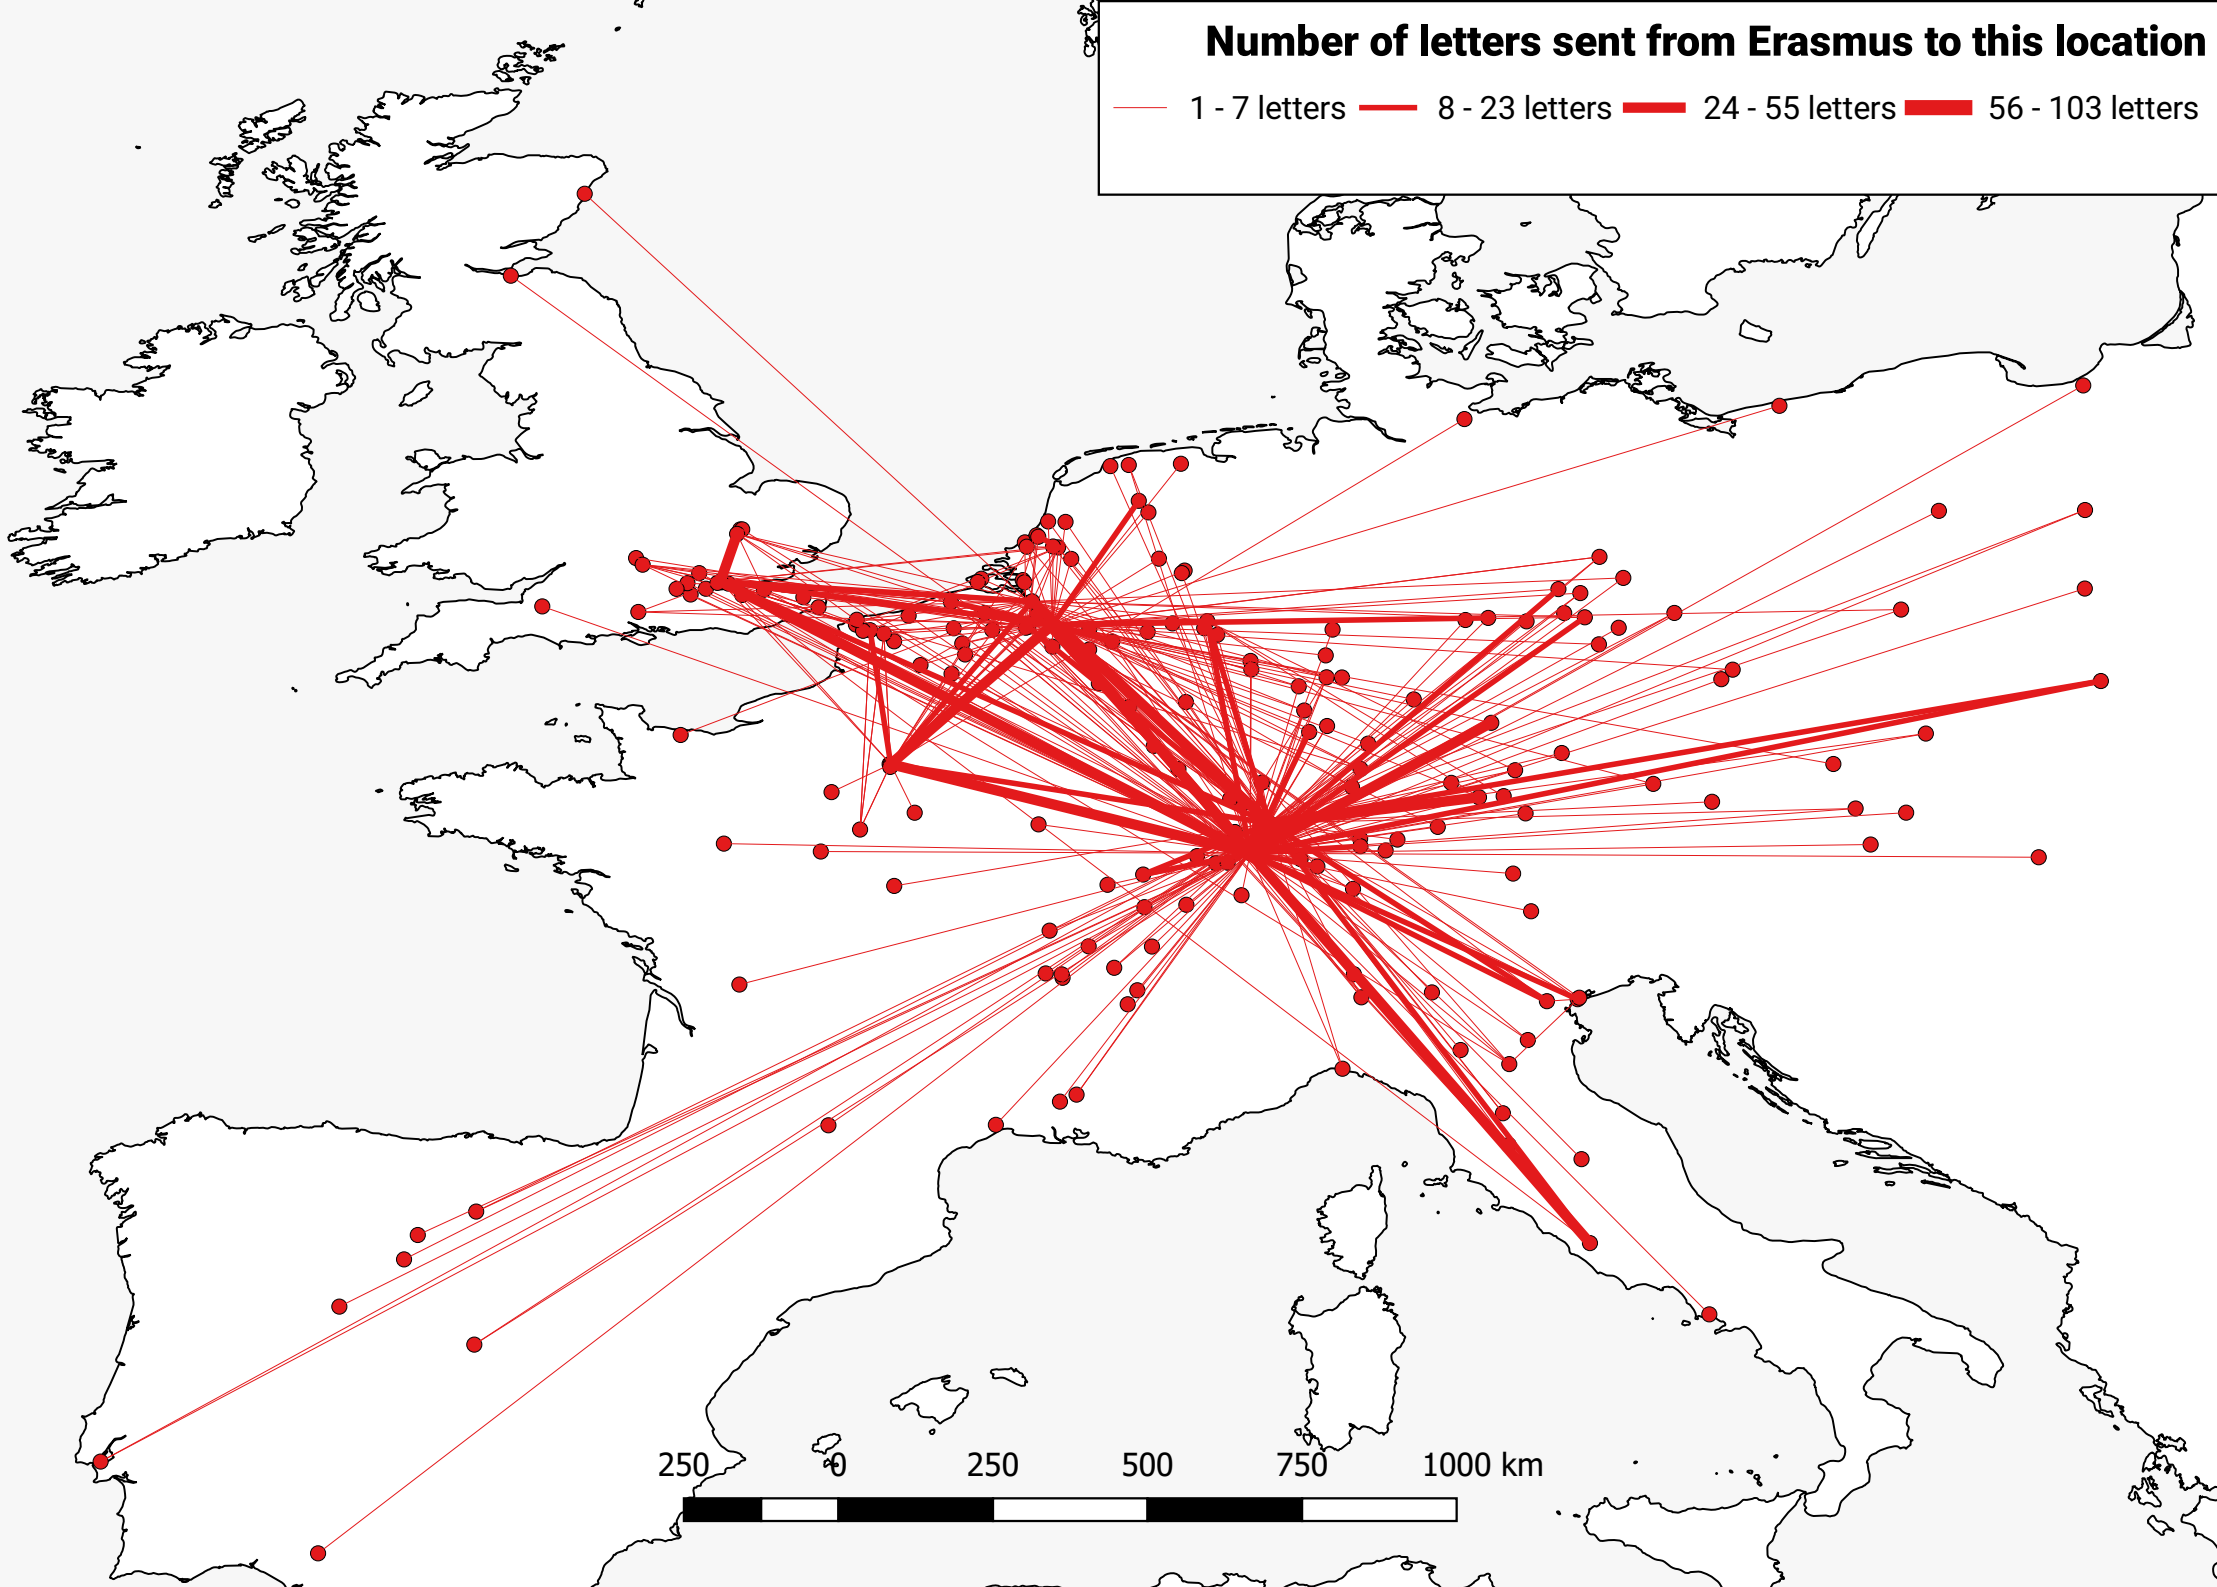 Number of letters sent from Erasmus to this location
1 - 7 letters 8 - 23 letters 24 - 55 letters 56 - 103 letters
250 0 250 500 750 1000 km